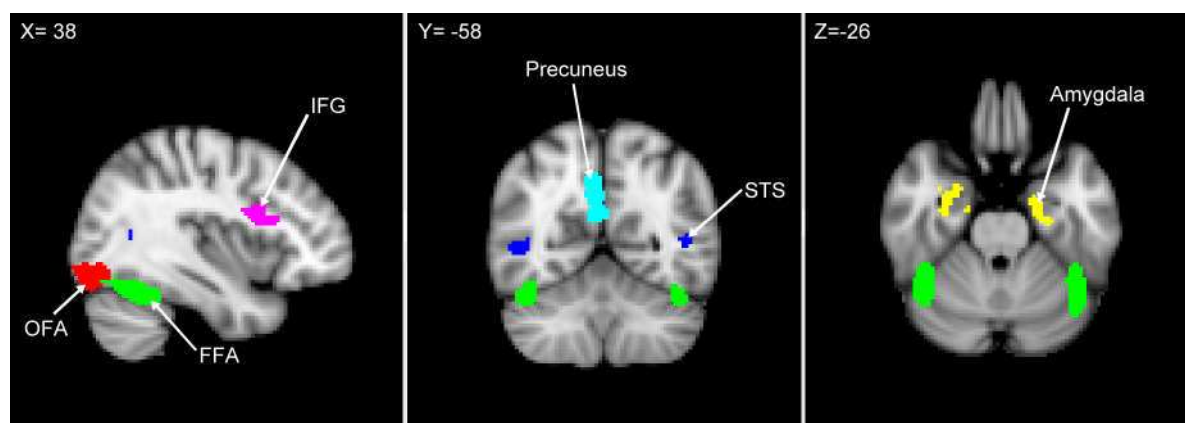 X= 38
IFG
OFA
FFA
Y= -58
Precuneus
STS
Z=-26
Amygdala